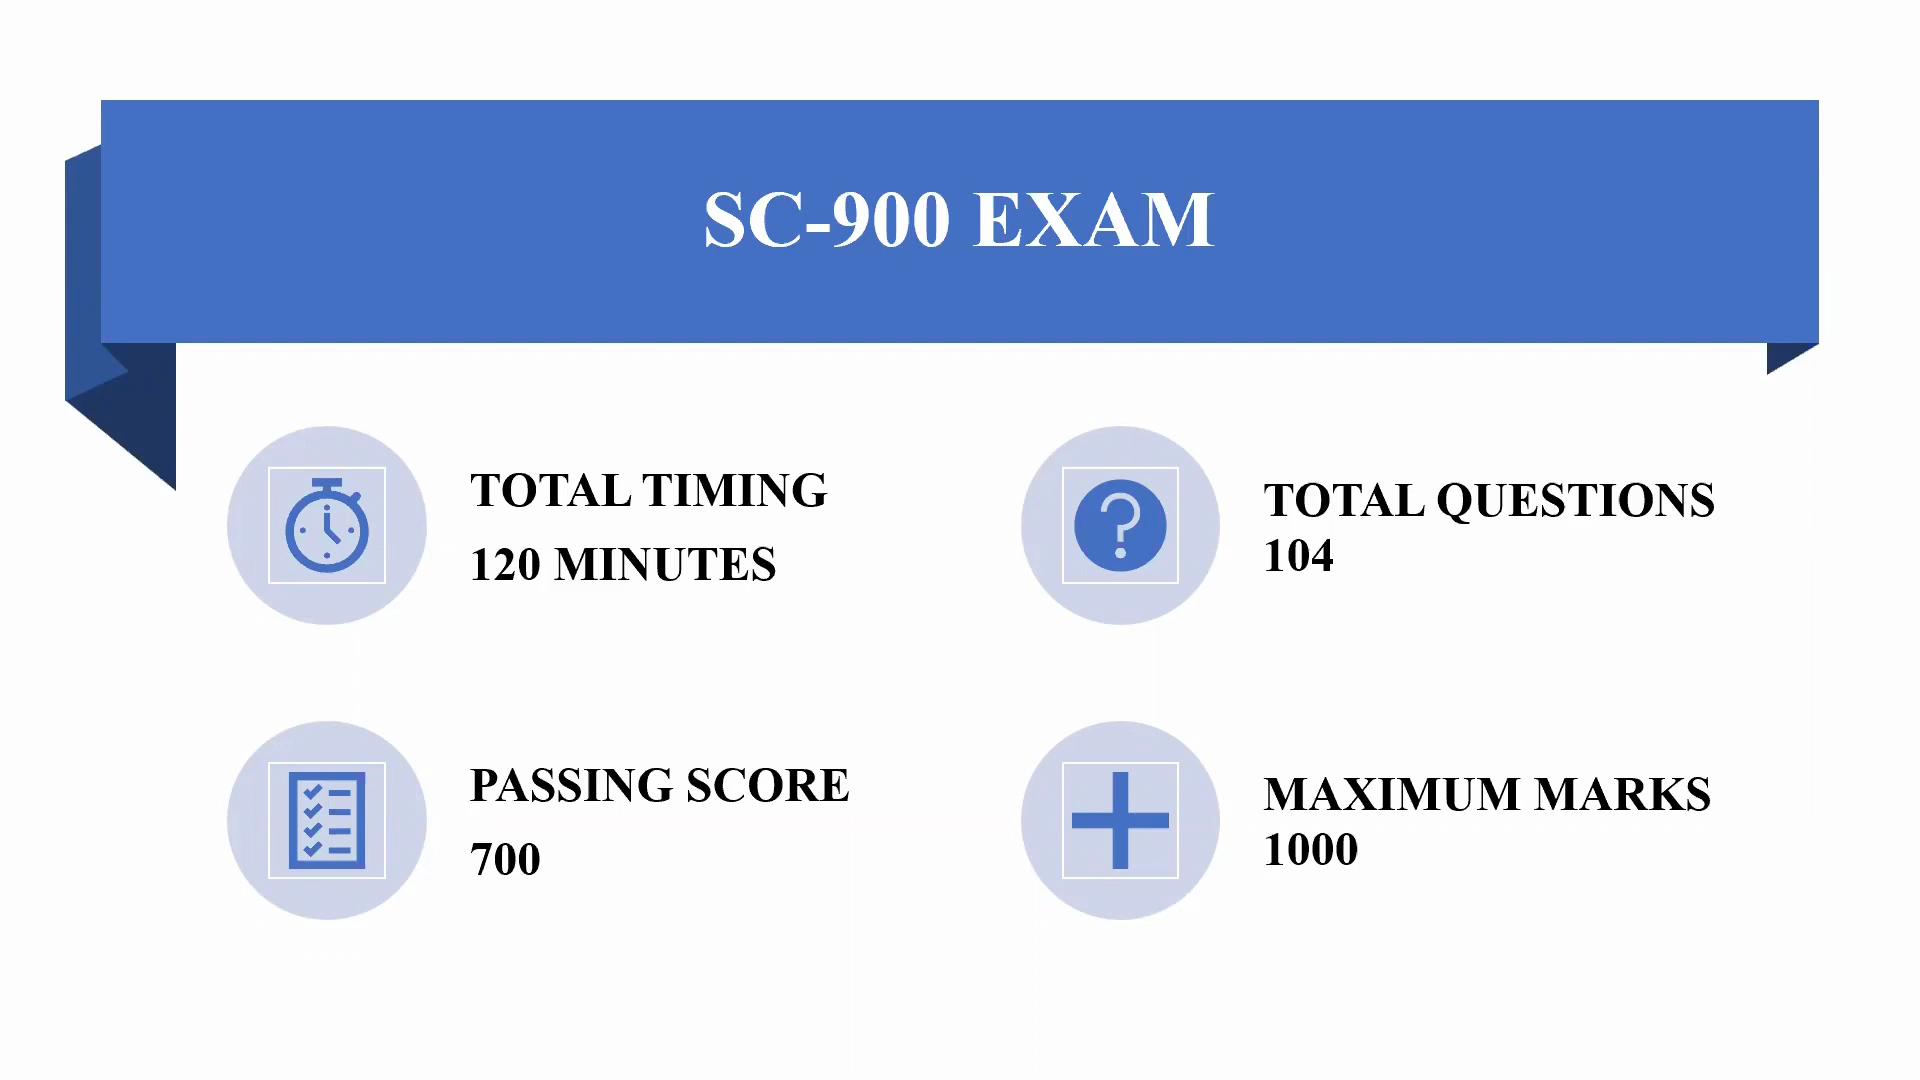 SC-900 EXAM
TOTAL TIMING
120 MINUTES
TOTAL QUESTIONS
104
PASSING SCORE
700
MAXIMUM MARKS
1000